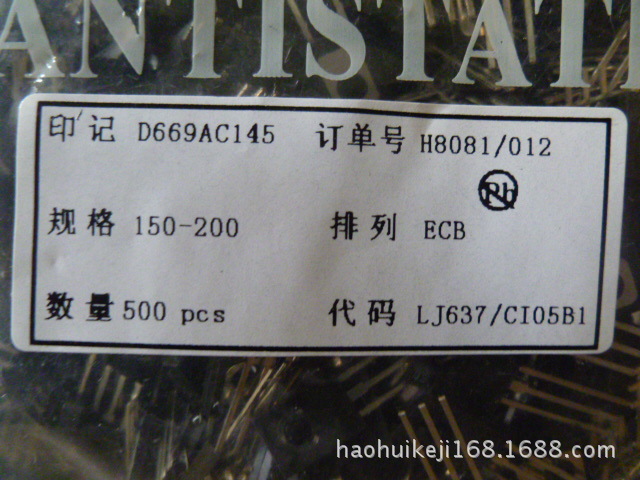 ANTISTAT
印记 D669AC145 订单号 H8081/012
Pb
规格 150-200 排列 ECB
数量 500 pcs 代码 LJ637/CI05B1
haohuikeji168.1688.com